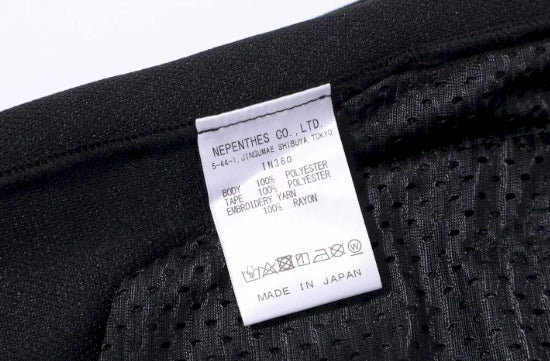 NEPENTHES CO., LTD.
5-44-1, JINGUMAE SHIBUYA TOKYO
IN360
BODY 100% POLYESTER
TAPE 100% POLYESTER
EMBROIDERY YARN
100% RAYON
MADE IN JAPAN